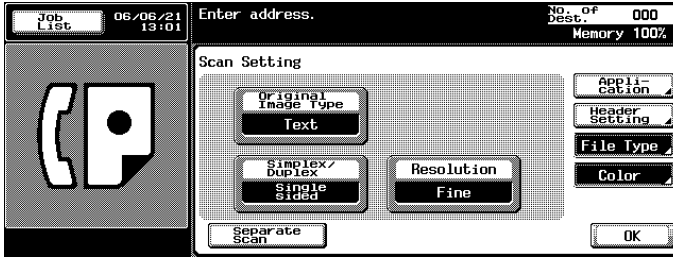 Job
List
06/06/21
13:01
Enter address.
No. of
Dest.
000
Memory 100%
Scan Setting
Original
Image Type
Text
Simplex/
Duplex
Single
sided
Resolution
Fine
Separate
Scan
Appli-
cation
Header
Setting
File Type
Color
OK